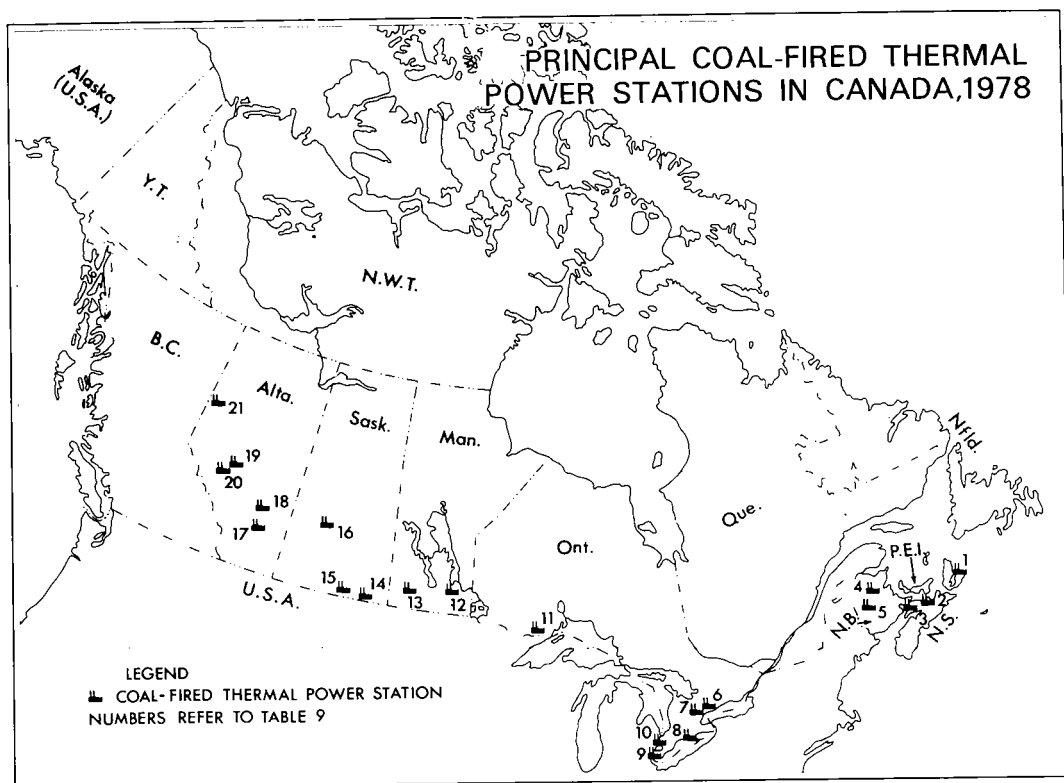 PRINCIPAL COAL-FIRED THERMAL
POWER STATIONS IN CANADA,1978
Alaska
(U.S.A.)
Y.T.
N.W.T.
B.C.
Alta.
Sask.
Man.
Ont.
Que.
Nfld.
P.E.I.
N.B.
N.S.
U.S.A.
21
19
20
18
17
16
15
14
13
12
11
1
2
3
4
5
6
7
8
10
9
LEGEND
COAL-FIRED THERMAL POWER STATION
NUMBERS REFER TO TABLE 9